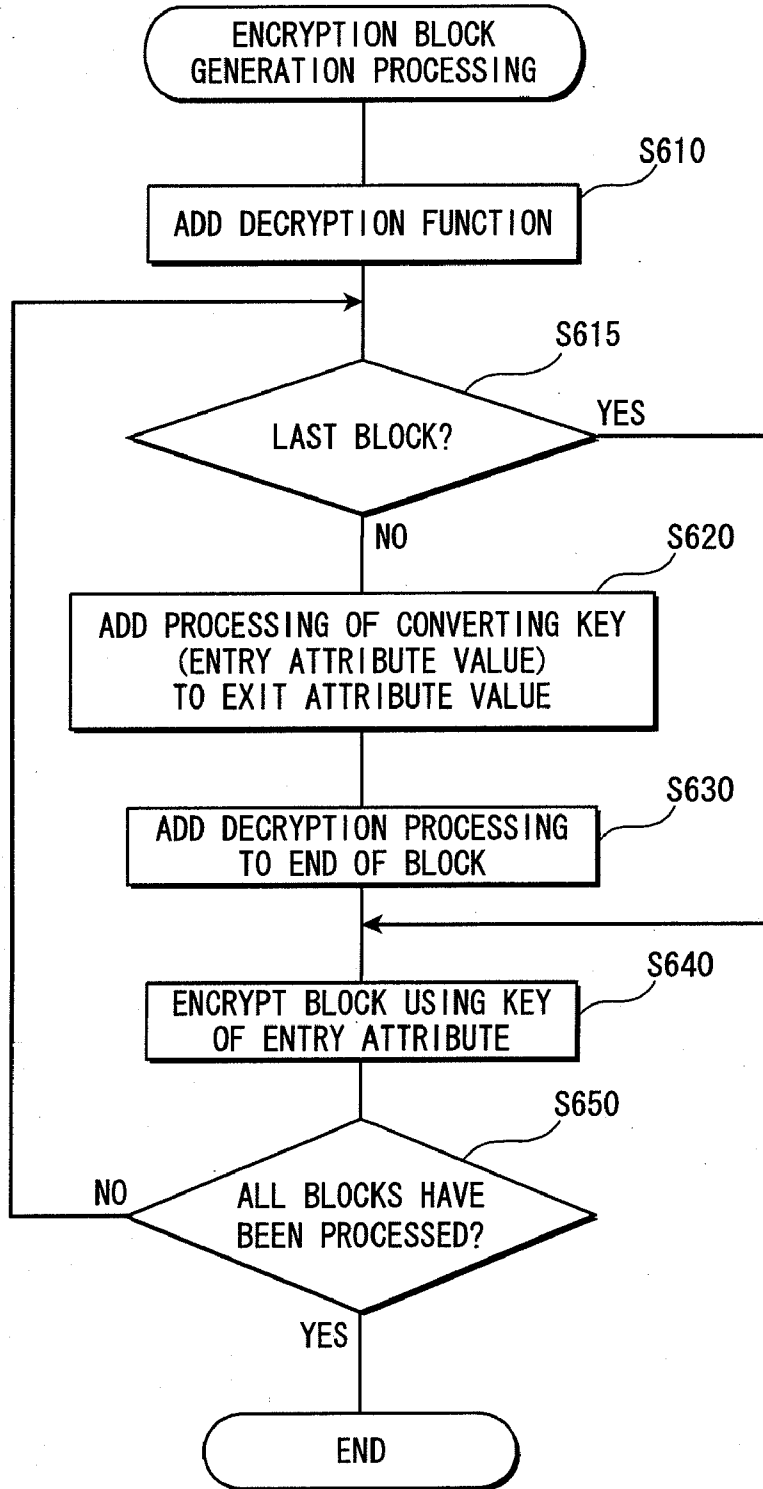 ENCRYPTION BLOCK
GENERATION PROCESSING
S610
ADD DECRYPTION FUNCTION
S615
LAST BLOCK?
YES
NO
S620
ADD PROCESSING OF CONVERTING KEY
(ENTRY ATTRIBUTE VALUE)
TO EXIT ATTRIBUTE VALUE
S630
ADD DECRYPTION PROCESSING
TO END OF BLOCK
S640
ENCRYPT BLOCK USING KEY
OF ENTRY ATTRIBUTE
S650
NO
ALL BLOCKS HAVE
BEEN PROCESSED?
YES
END